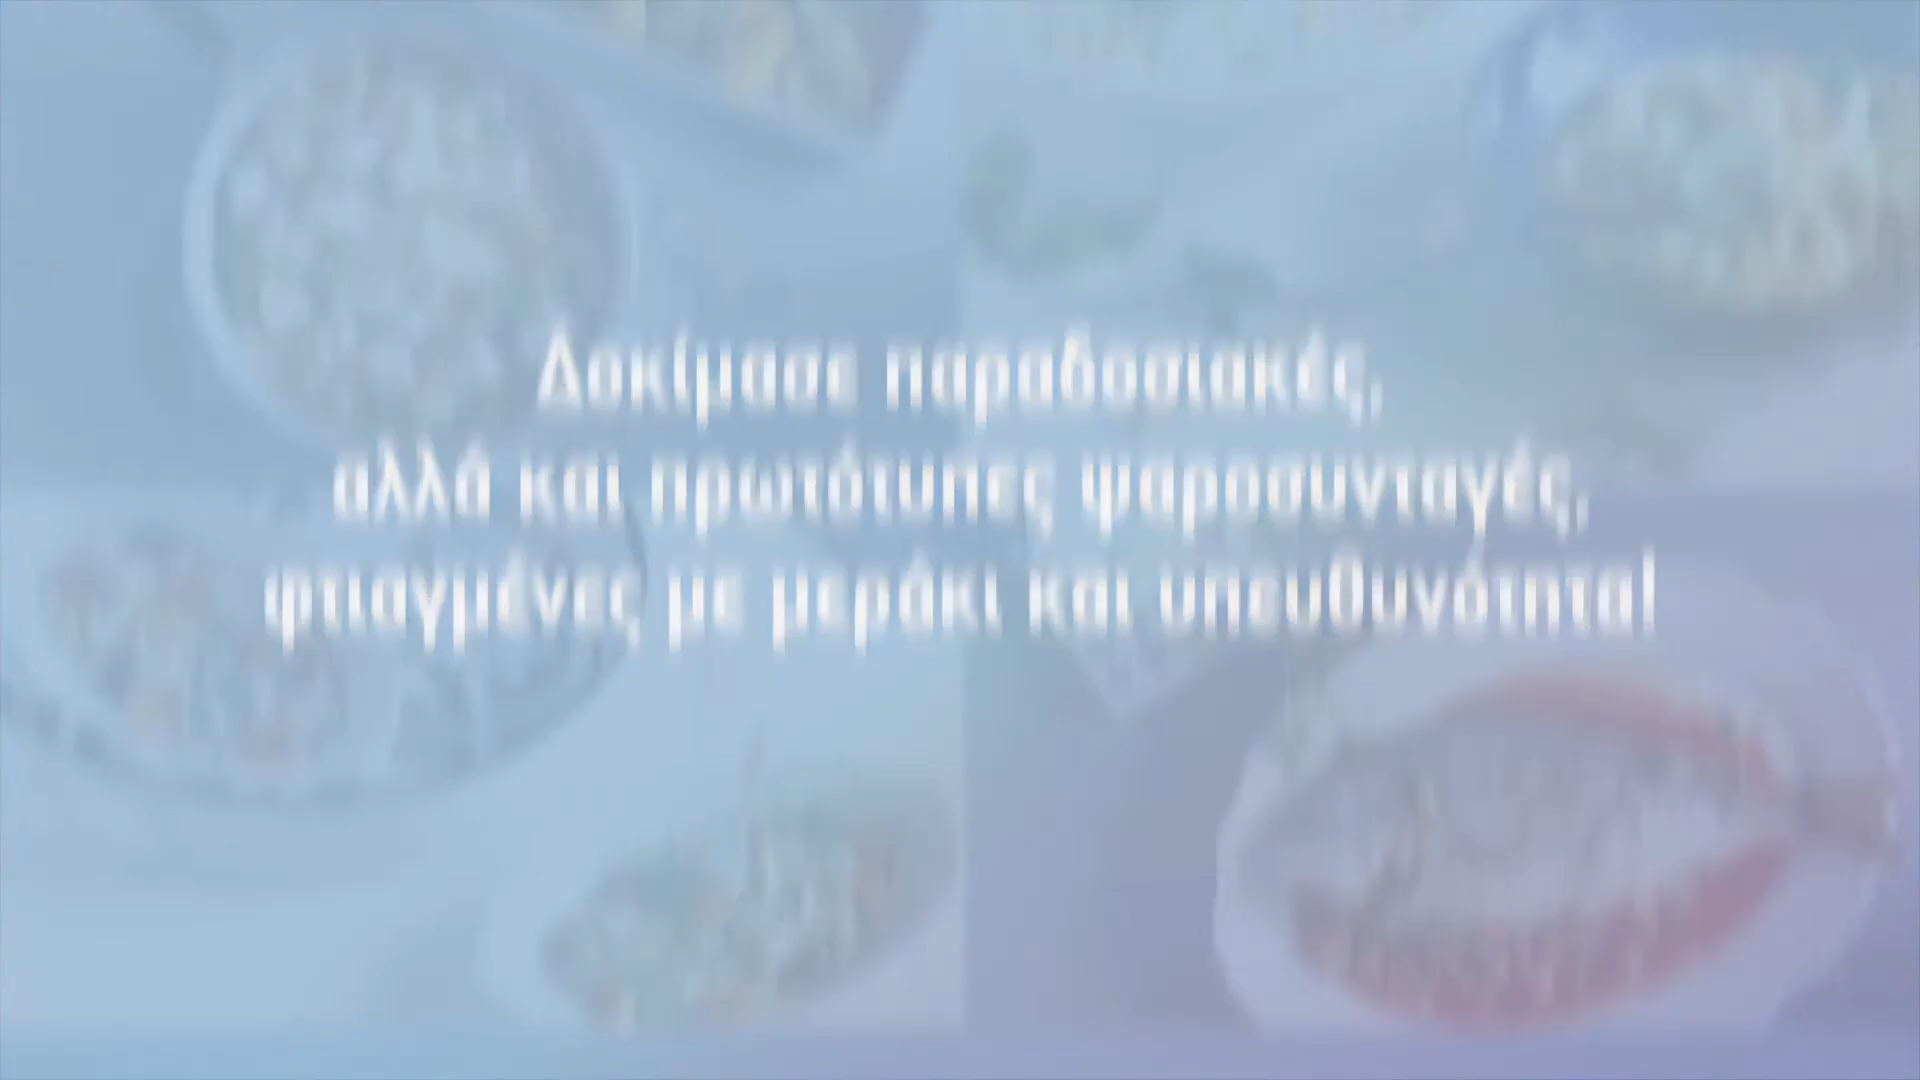 Δοκίμασε παραδοσιακές,
αλλά και πρωτότυπες ψαροσυνταγές,
φτιαγμένες με μεράκι και υπευθυνότητα!